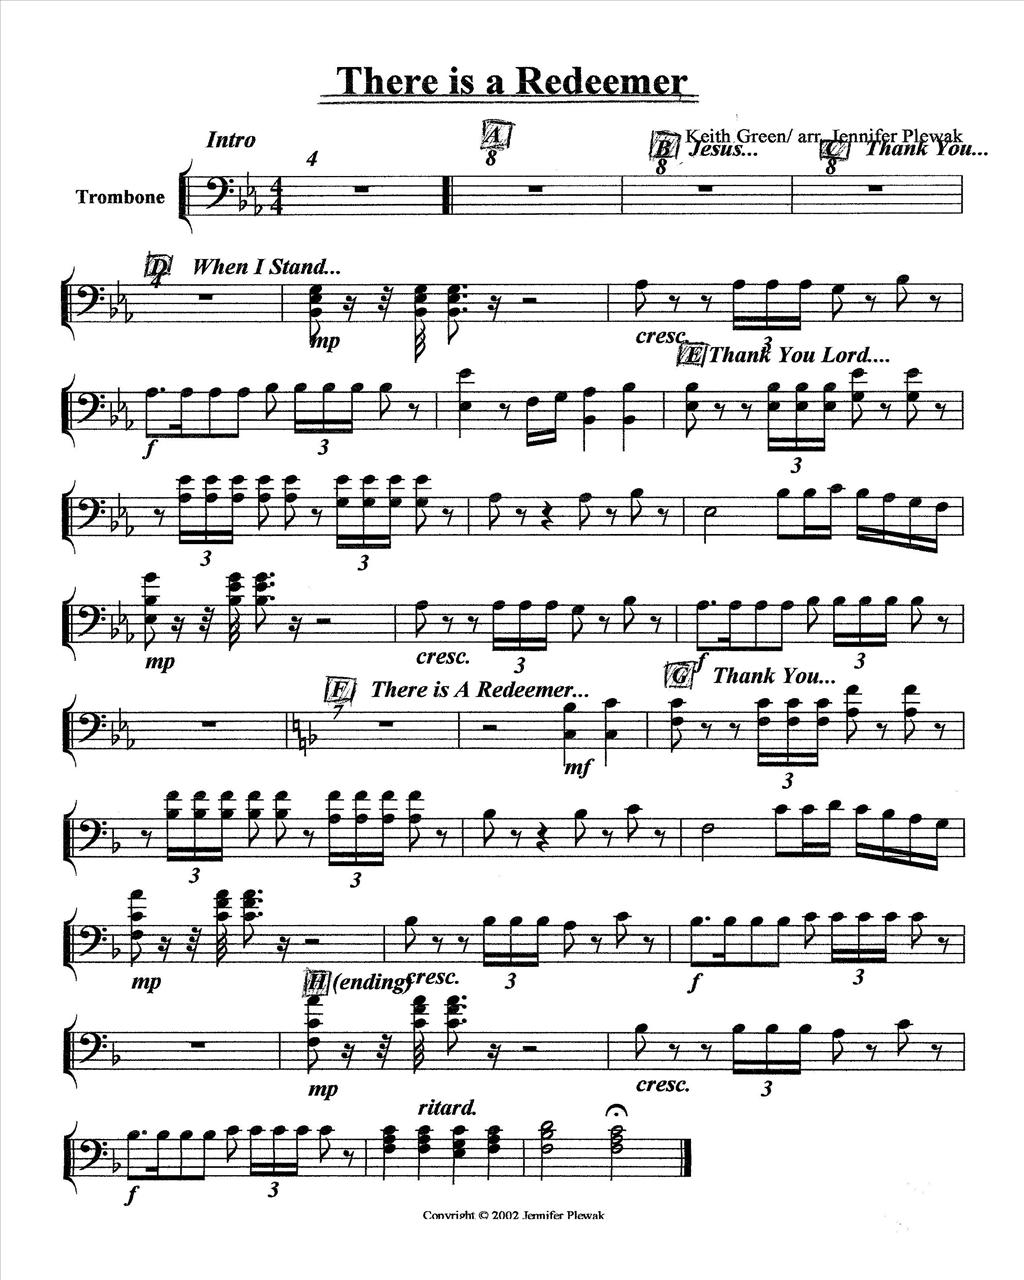 There is a Redeemer
Keith Green/ arr. Jennifer Plewak
Intro A B Jesus... C Thank You...
4 8 8 8
Trombone
D When I Stand...
4
mp cresc. 3
E Thank You Lord....
f 3 3
3 3
mp cresc. 3 f 3
F There is A Redeemer... G Thank You...
7
mf 3
3 3
mp cresc. 3 f 3
H (ending)
mp cresc. 3
ritard.
f 3
Copyright © 2002 Jennifer Plewak